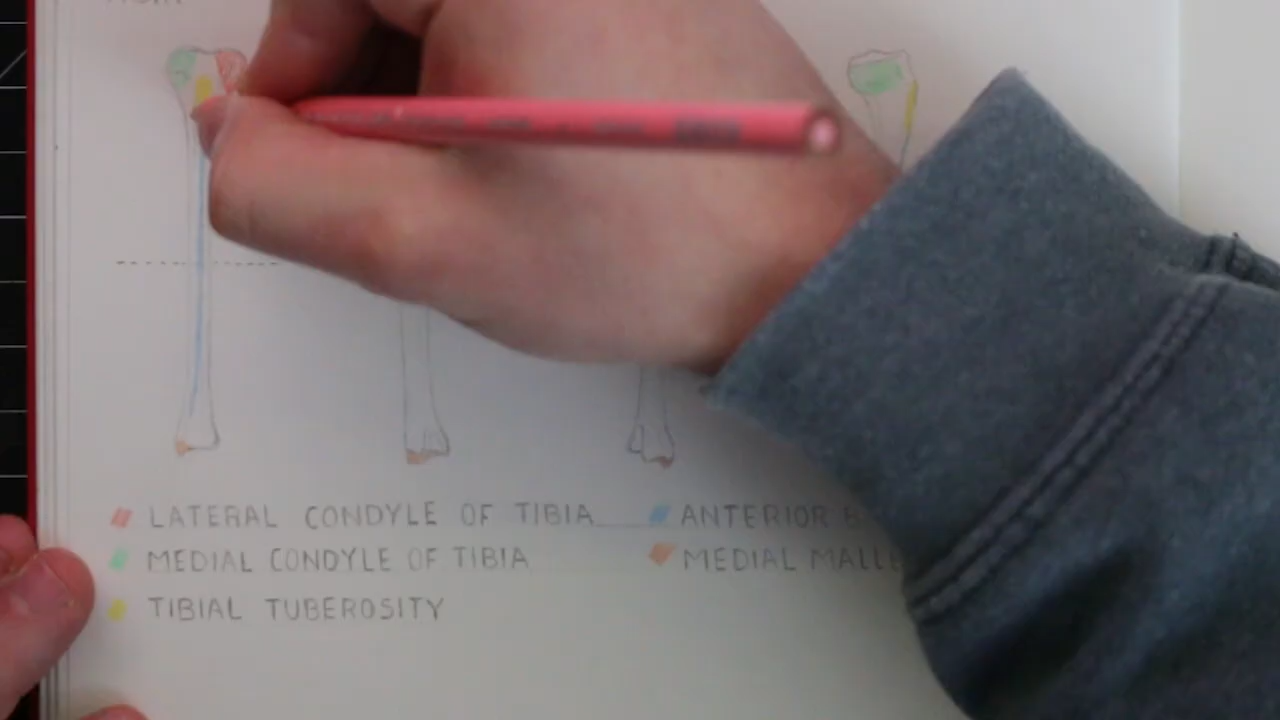 LATERAL CONDYLE OF TIBIA
ANTERIOR
MEDIAL CONDYLE OF TIBIA
MEDIAL
TIBIAL TUBEROSITY